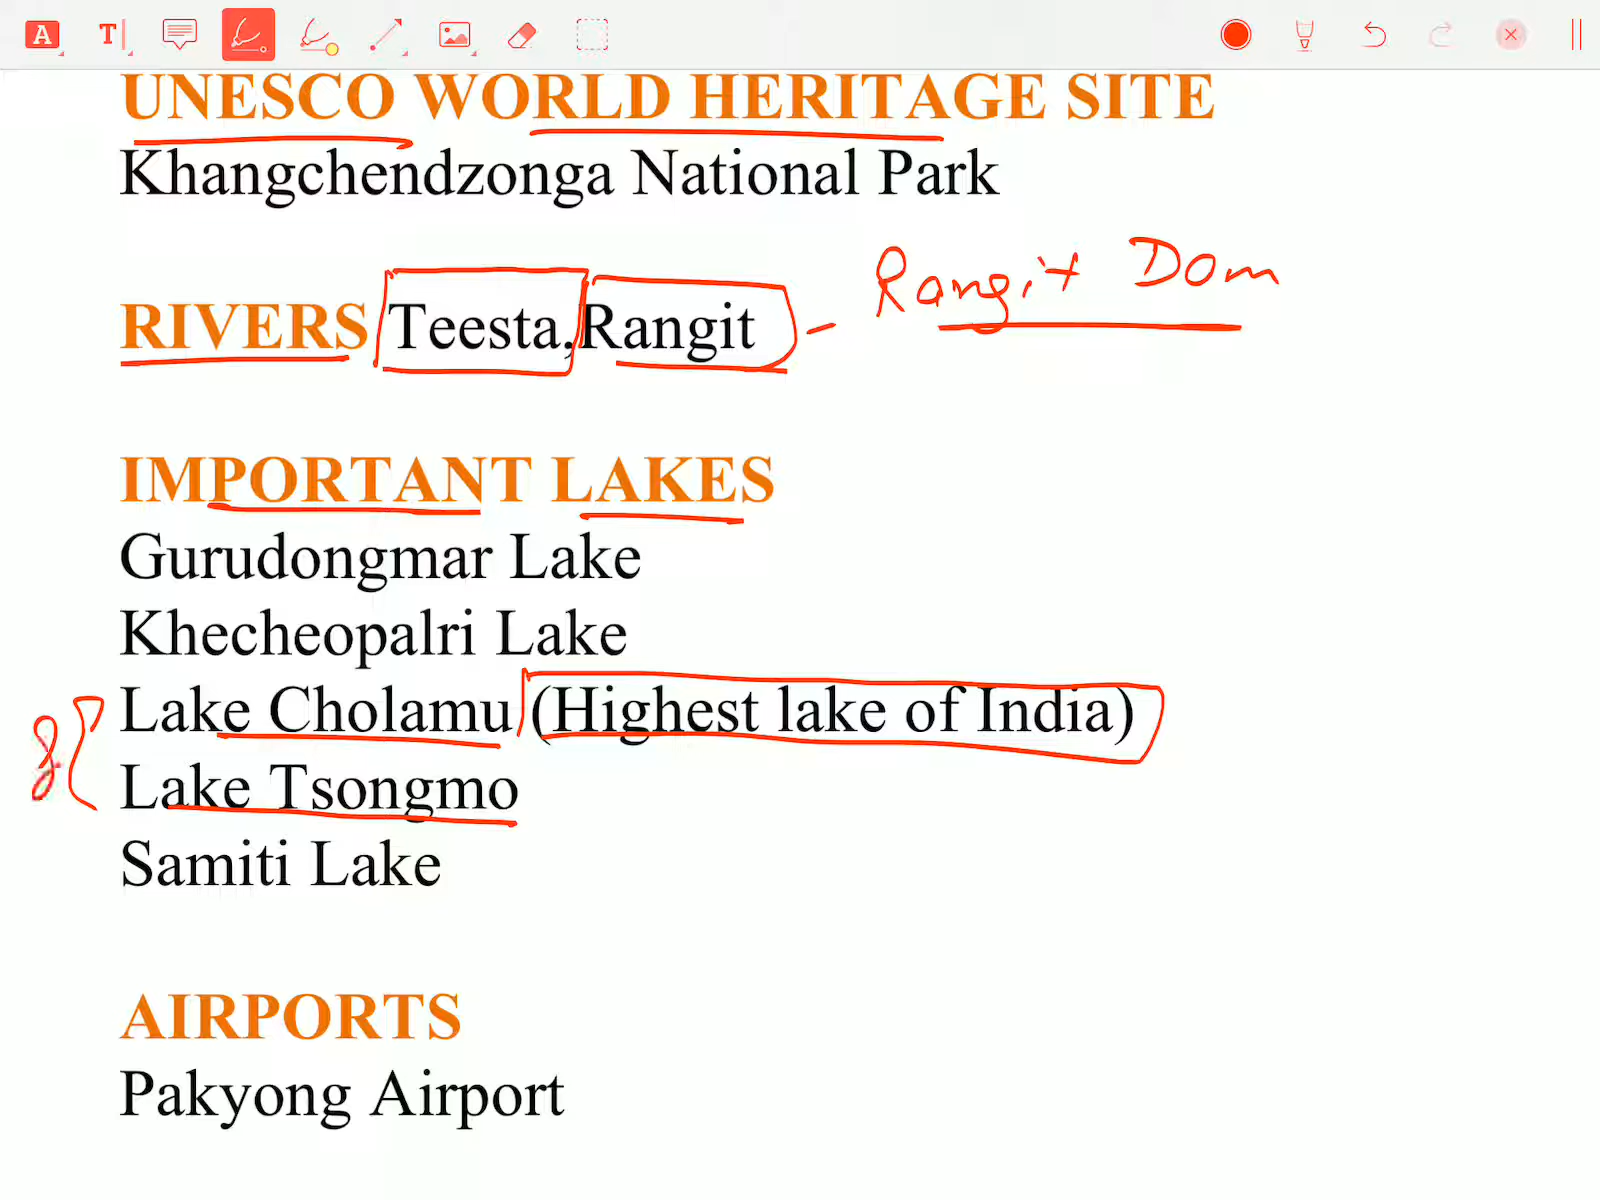 UNESCO WORLD HERITAGE SITE
Khangchendzonga National Park
Rangit Dam
RIVERS Teesta, Rangit -
IMPORTANT LAKES
Gurudongmar Lake
Khecheopalri Lake
Lake Cholamu (Highest lake of India)
Lake Tsongmo
Samiti Lake
AIRPORTS
Pakyong Airport